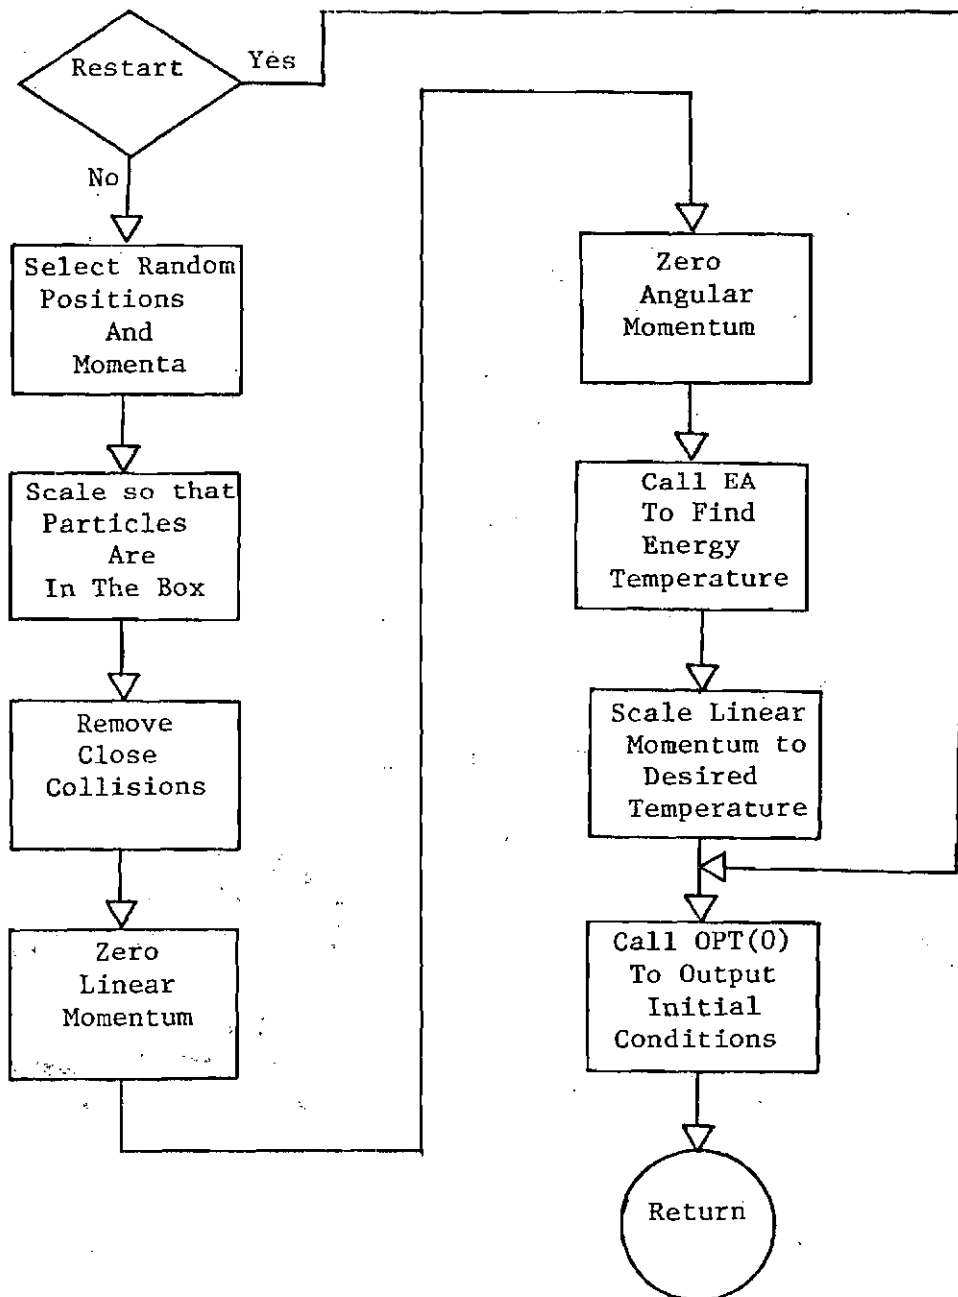 Restart
Yes
No
Select Random
Positions
And
Momenta
Scale so that
Particles
Are
In The Box
Remove
Close
Collisions
Zero
Linear
Momentum
Zero
Angular
Momentum
Call EA
To Find
Energy
Temperature
Scale Linear
Momentum to
Desired
Temperature
Call OPT(0)
To Output
Initial
Conditions
Return